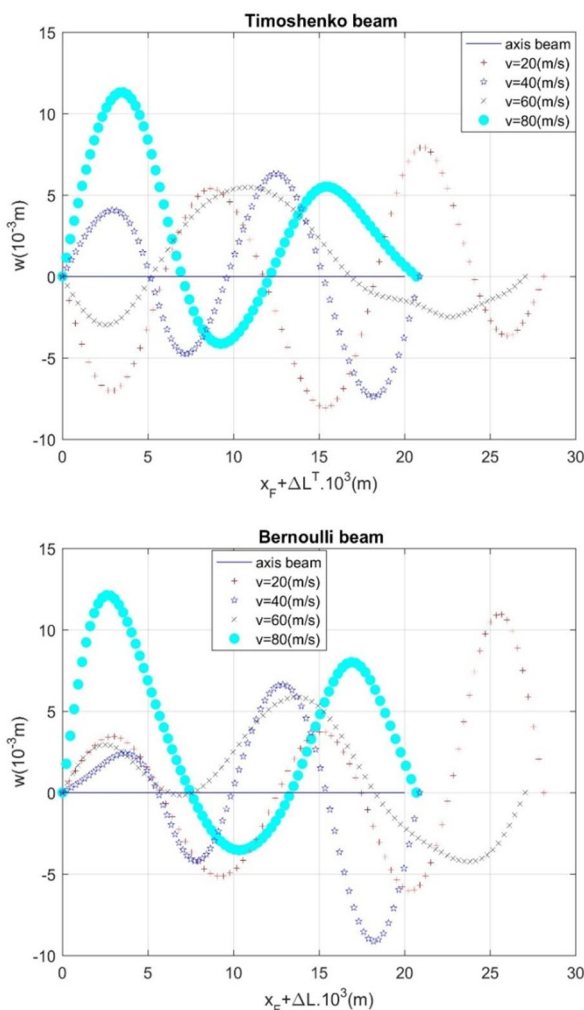 Timoshenko beam
15
10
5
0
-5
-10
w(10⁻³m)
axis beam
v=20(m/s)
v=40(m/s)
v=60(m/s)
v=80(m/s)
0 5 10 15 20 25 30
x_F+ΔL^T.10³(m)
Bernoulli beam
15
10
5
0
-5
-10
w(10⁻³m)
axis beam
v=20(m/s)
v=40(m/s)
v=60(m/s)
v=80(m/s)
0 5 10 15 20 25 30
x_F+ΔL.10³(m)